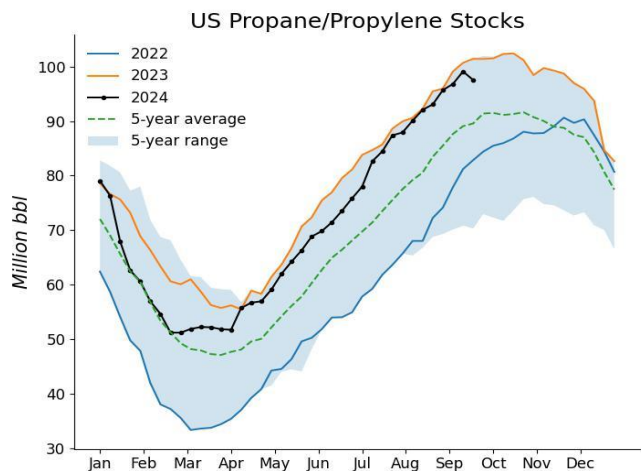 US Propane/Propylene Stocks
Million bbl
2022
2023
2024
5-year average
5-year range
100
90
80
70
60
50
40
30
Jan Feb Mar Apr May Jun Jul Aug Sep Oct Nov Dec